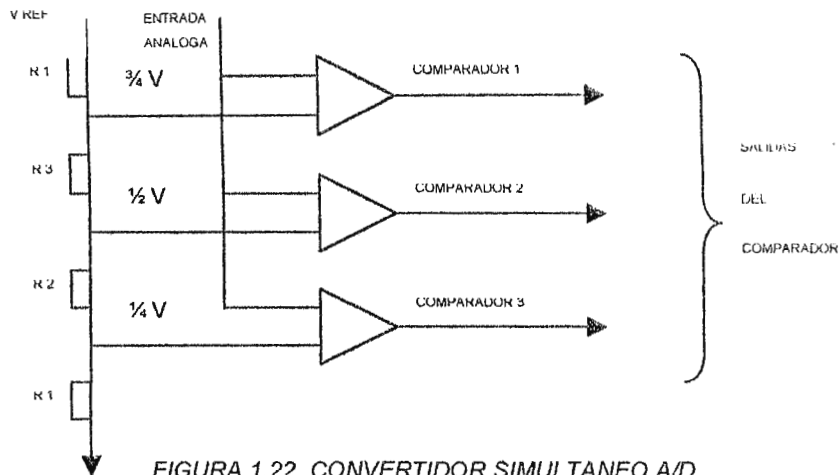 V REF
ENTRADA
ANALOGA
R 1
¾ V
COMPARADOR 1
R 3
½ V
COMPARADOR 2
SALIDAS
DEL
COMPARADOR
R 2
¼ V
COMPARADOR 3
R 1
FIGURA 1.22 CONVERTIDOR SIMULTANEO A/D